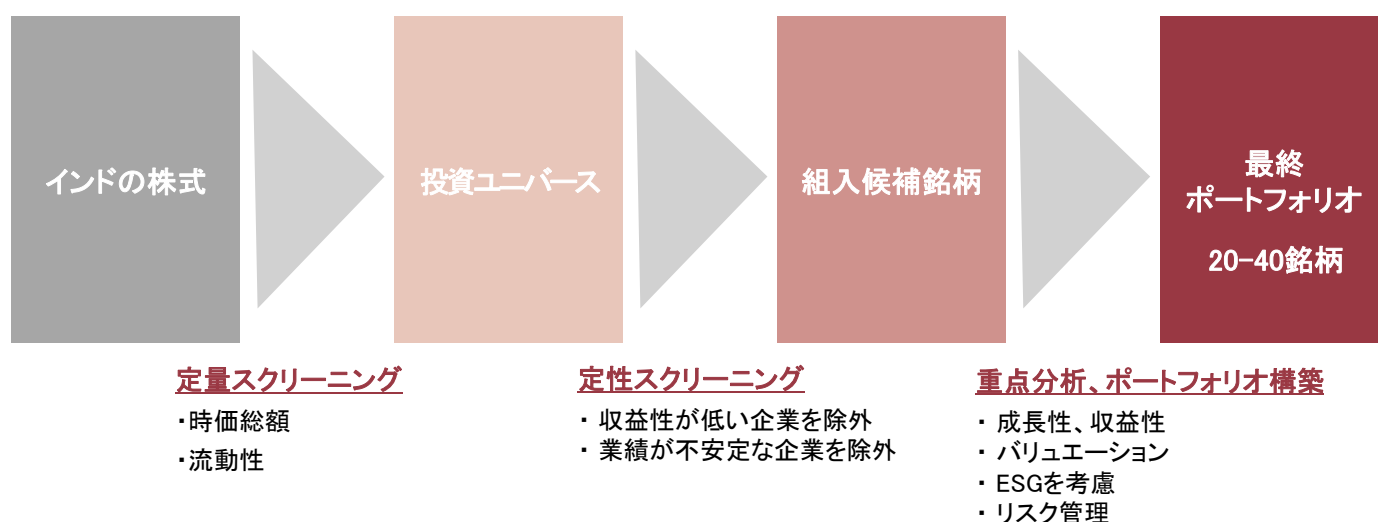 インドの株式
投資ユニバース
組入候補銘柄
最終
ポートフォリオ
20-40銘柄
定量スクリーニング
・時価総額
・流動性
定性スクリーニング
・ 収益性が低い企業を除外
・ 業績が不安定な企業を除外
重点分析、ポートフォリオ構築
・ 成長性、収益性
・ バリュエーション
・ ESGを考慮
・ リスク管理